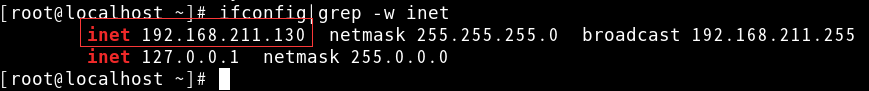 [root@localhost ~]# ifconfig|grep -w inet
inet 192.168.211.130 netmask 255.255.255.0 broadcast 192.168.211.255
inet 127.0.0.1 netmask 255.0.0.0
[root@localhost ~]#